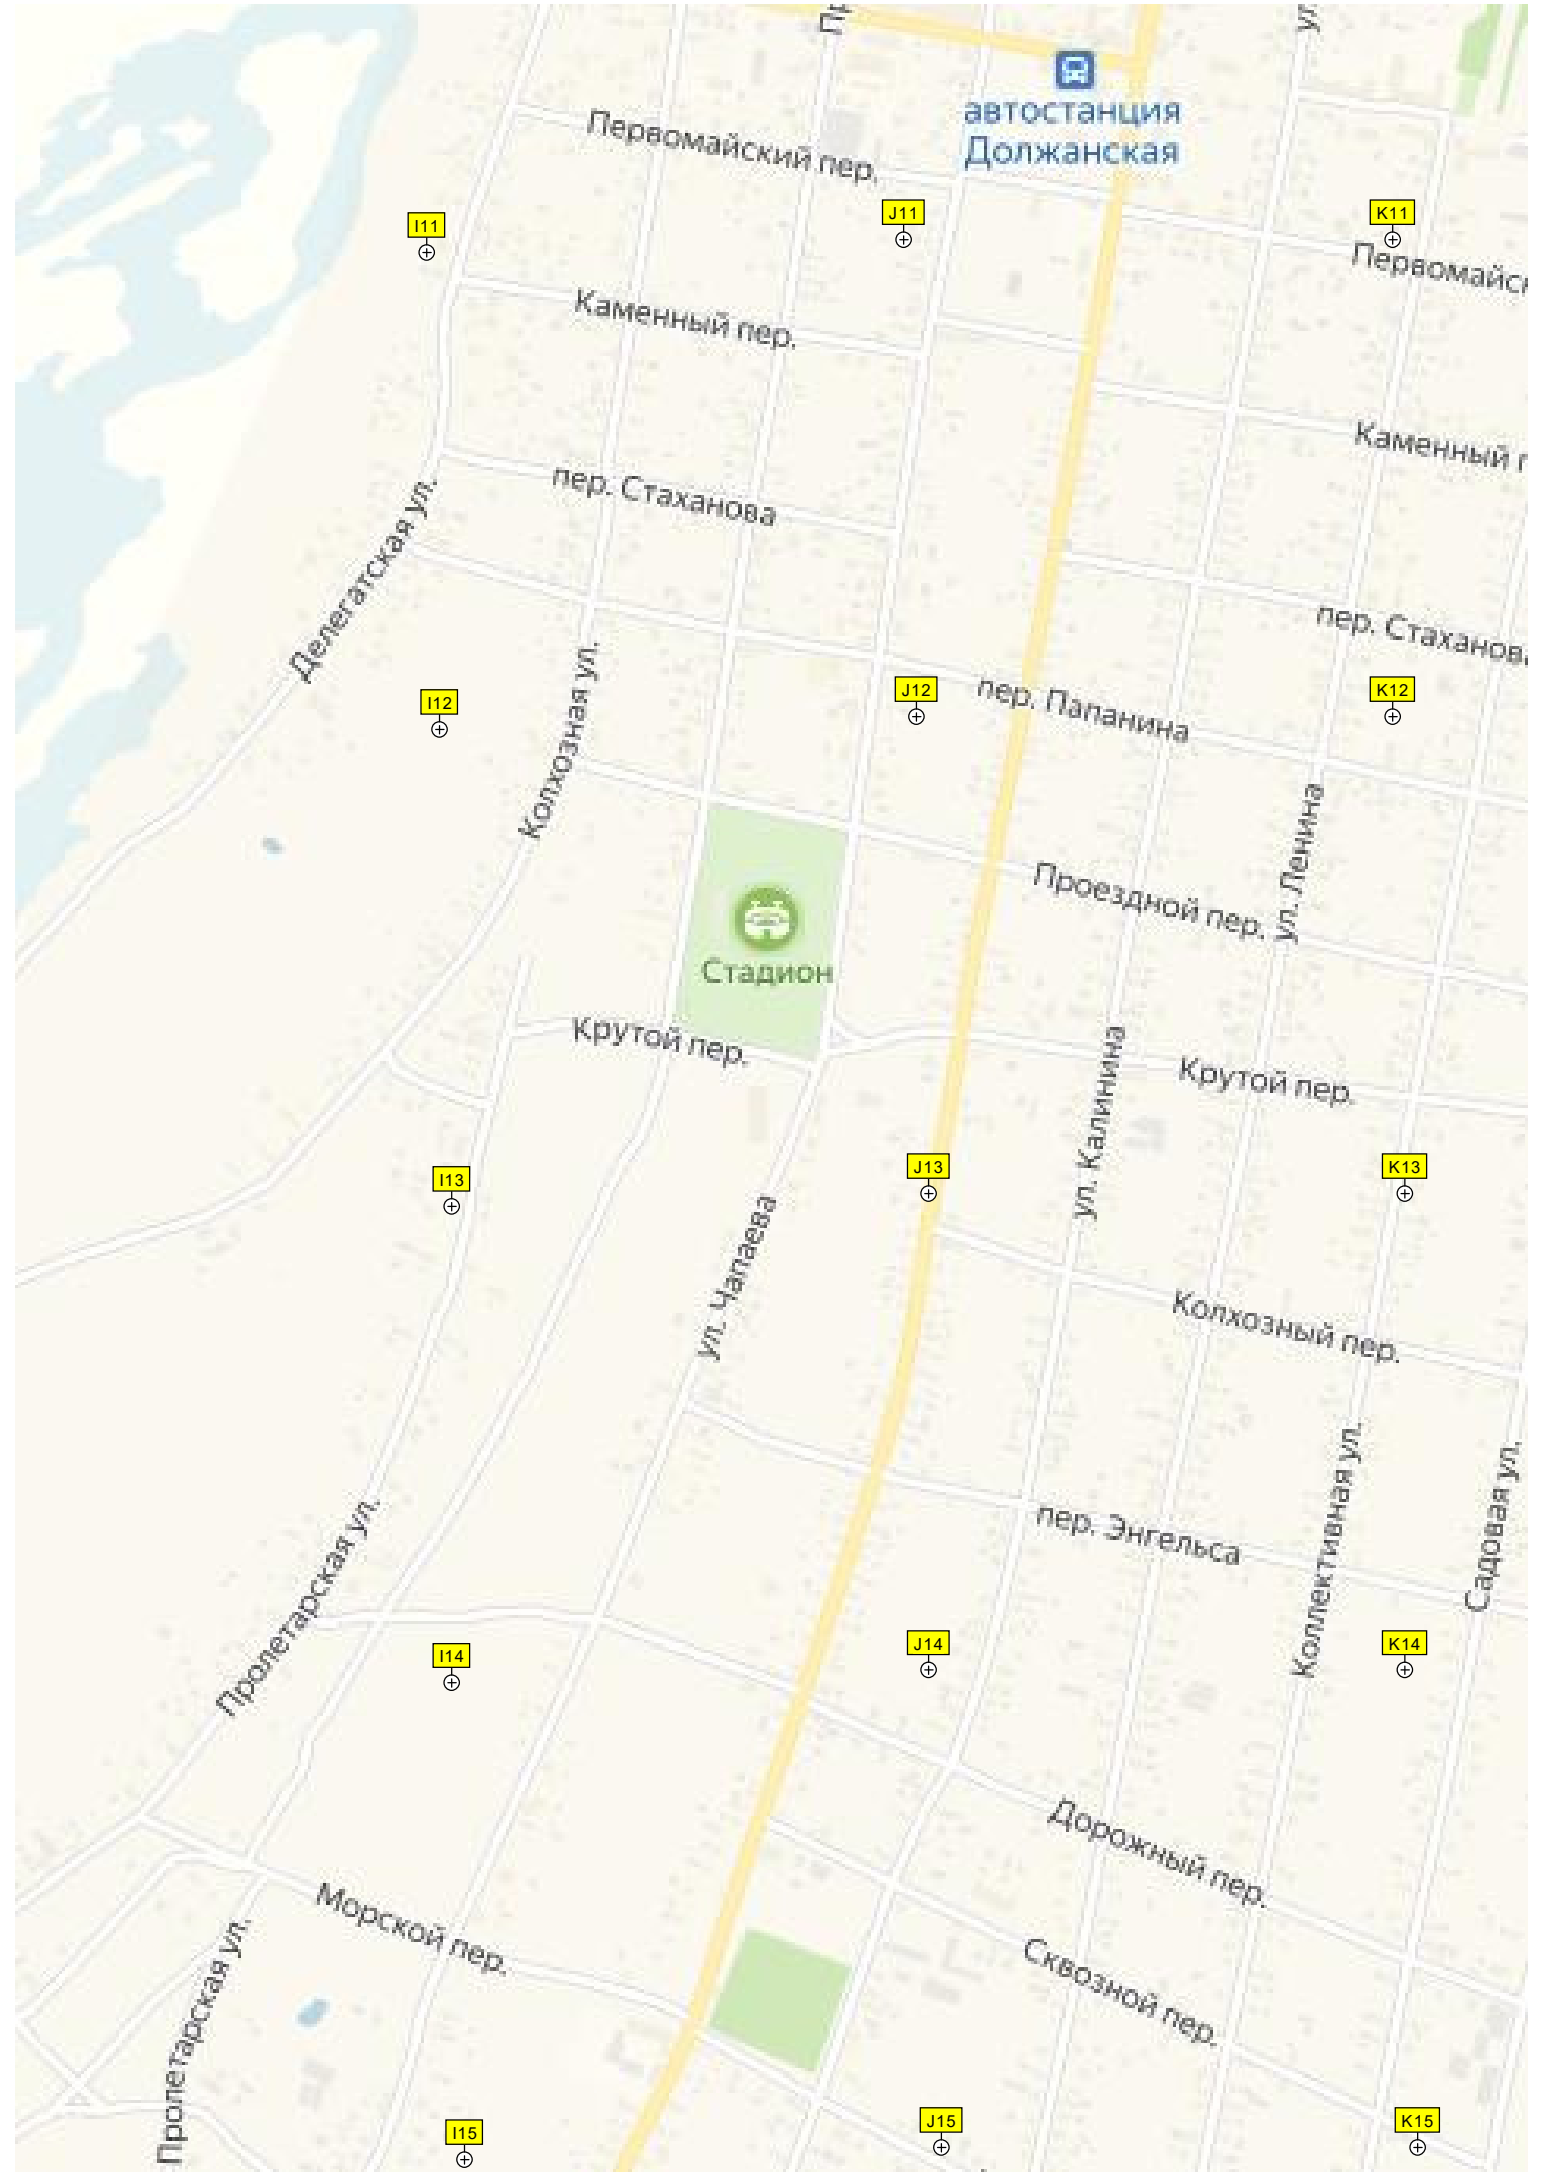 Пр
ул.
автостанция
Должанская
Первомайский пер.
I11
J11
K11
Первомайск
Каменный пер.
Каменный п
Делегатская ул.
пер. Стаханова
пер. Стаханова
I12
J12
K12
Колхозная ул.
пер. Папанина
ул. Ленина
Проездной пер.
Стадион
Крутой пер.
Крутой пер.
ул. Калинина
I13
J13
K13
ул. Чапаева
Колхозный пер.
Коллективная ул.
Садовая ул.
Пролетарская ул.
пер. Энгельса
I14
J14
K14
Дорожный пер.
Морской пер.
Сквозной пер.
Пролетарская ул.
I15
J15
K15